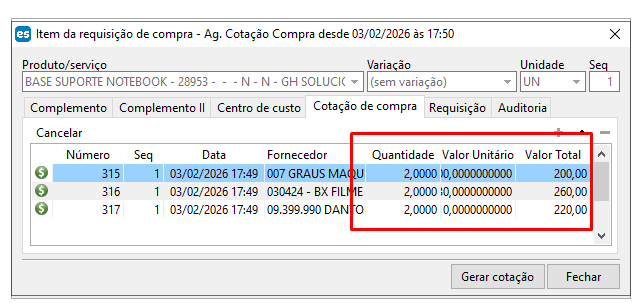 es Item da requisição de compra - Ag. Cotação Compra desde 03/02/2026 às 17:50
Produto/serviço Variação Unidade Seq
BASE SUPORTE NOTEBOOK - 28953 - - - N - N - GH SOLUCIC (sem variação) UN 1
Complemento Complemento II Centro de custo Cotação de compra Requisição Auditoria
Cancelar
Número Seq Data Fornecedor Quantidade Valor Unitário Valor Total
315 1 03/02/2026 17:49 007 GRAUS MAQU 2,0000 0,0000000000 200,00
316 1 03/02/2026 17:49 030424 - BX FILME 2,0000 0,0000000000 260,00
317 1 03/02/2026 17:49 09.399.990 DANTO 2,0000 0,0000000000 220,00
Gerar cotação Fechar